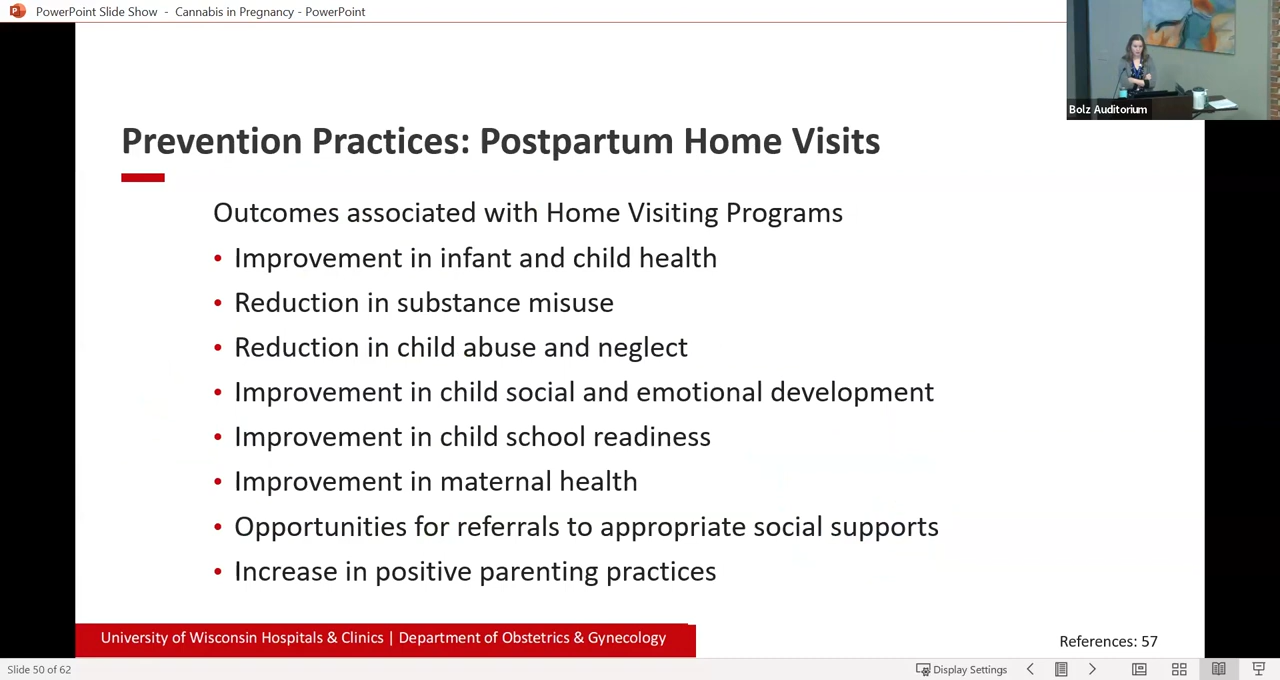 PowerPoint Slide Show - Cannabis in Pregnancy - PowerPoint
Bolz Auditorium
Prevention Practices: Postpartum Home Visits
Outcomes associated with Home Visiting Programs
• Improvement in infant and child health
• Reduction in substance misuse
• Reduction in child abuse and neglect
• Improvement in child social and emotional development
• Improvement in child school readiness
• Improvement in maternal health
• Opportunities for referrals to appropriate social supports
• Increase in positive parenting practices
University of Wisconsin Hospitals & Clinics | Department of Obstetrics & Gynecology
References: 57
Slide 50 of 62
Display Settings